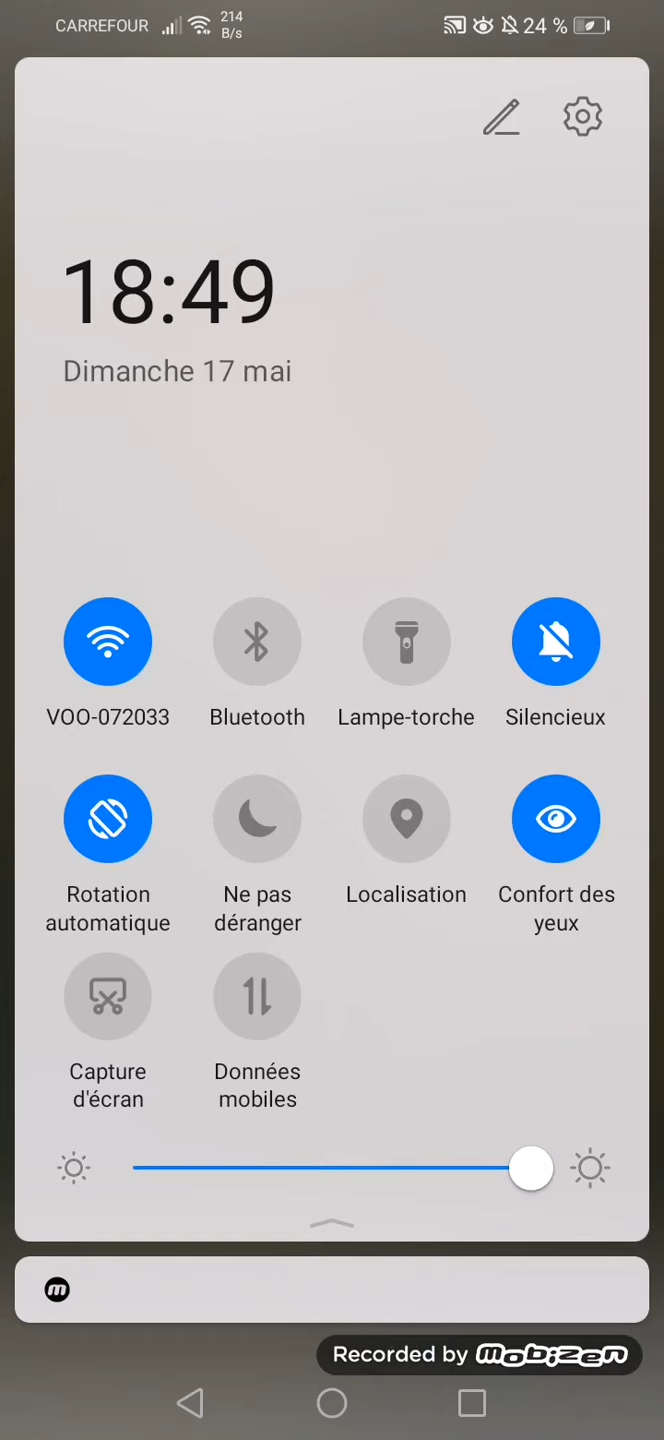 CARREFOUR 214 B/s 24 %
18:49
Dimanche 17 mai
VOO-072033 Bluetooth Lampe-torche Silencieux
Rotation automatique
Ne pas déranger
Localisation
Confort des yeux
Capture d'écran
Données mobiles
m
Recorded by mobizen